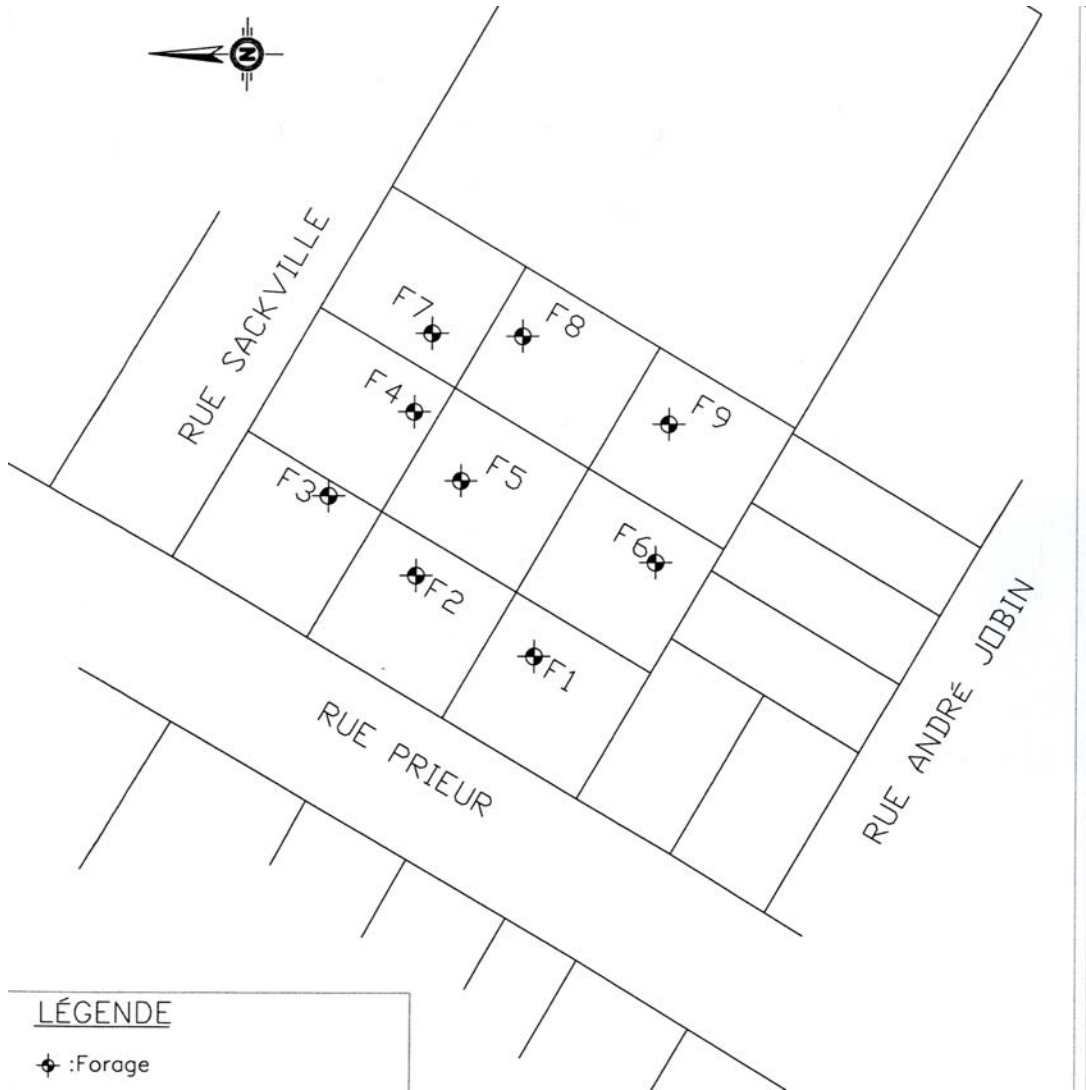 N
RUE SACKVILLE
F7
F8
F4
F9
F3
F5
F6
F2
F1
RUE PRIEUR
RUE ANDRÉ JOBIN
LÉGENDE
:Forage